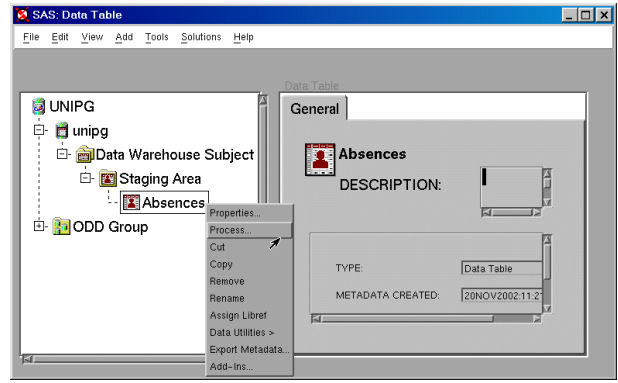 SAS: Data Table
File Edit View Add Tools Solutions Help
UNIPG
unipg
Data Warehouse Subject
Staging Area
Absences
ODD Group
Properties...
Process...
Cut
Copy
Remove
Rename
Assign Libref
Data Utilities >
Export Metadata...
Add-Ins...
Data Table
General
Absences
DESCRIPTION:
TYPE: Data Table
METADATA CREATED: 20NOV2002:11:2